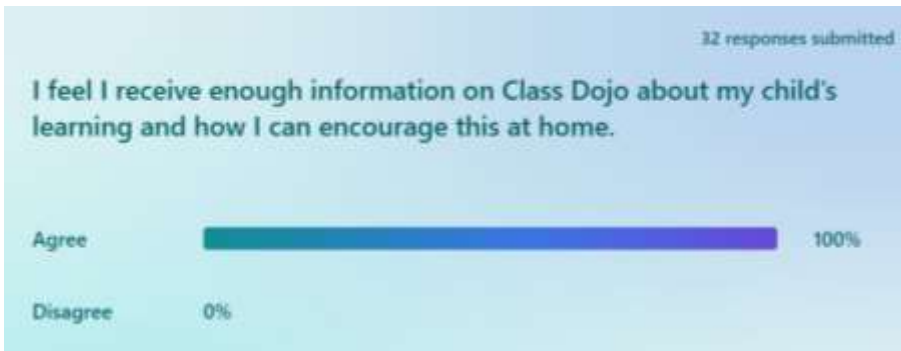 32 responses submitted
I feel I receive enough information on Class Dojo about my child's
learning and how I can encourage this at home.
Agree 100%
Disagree 0%